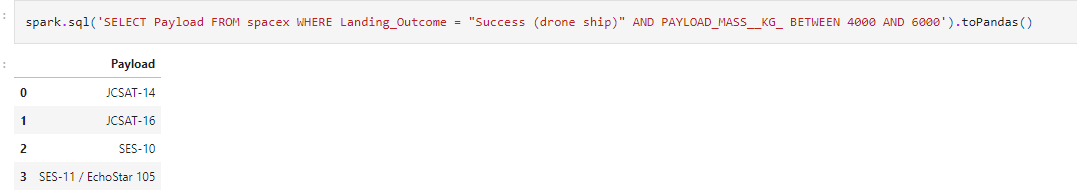 spark.sql('SELECT Payload FROM spacex WHERE Landing_Outcome = "Success (drone ship)" AND PAYLOAD_MASS__KG_ BETWEEN 4000 AND 6000').toPandas()
Payload
0 JCSAT-14
1 JCSAT-16
2 SES-10
3 SES-11 / EchoStar 105